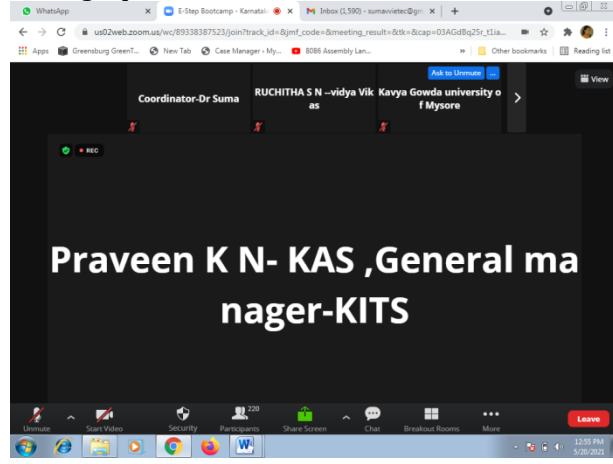 WhatsApp
E-Step Bootcamp - Karnatak
Inbox (1,590) - sumavvietec@gm
us02web.zoom.us/wc/89338387523/join?track_id=&jmf_code=&meeting_result=&tk=&cap=03AGdBq25r_t1ia...
Apps Greensburg GreenT... New Tab Case Manager - My... 8086 Assembly Lan... » Other bookmarks Reading list
Ask to Unmute ...
View
Coordinator-Dr Suma
RUCHITHA S N --vidya Vik
as
Kavya Gowda university o
f Mysore
REC
Praveen K N- KAS ,General ma
nager-KITS
Unmute Start Video Security Participants 220 Share Screen Chat Breakout Rooms More Leave
12:55 PM
5/20/2021